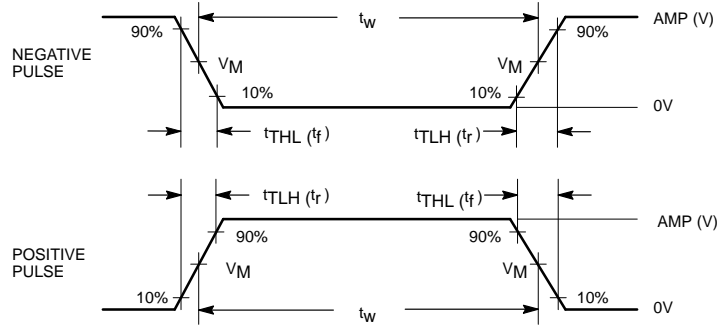 90% tw 90% AMP (V)
NEGATIVE
PULSE
VM VM
10% 10%
0V
tTHL (tf) tTLH (tr)
tTLH (tr) tTHL (tf)
AMP (V)
90% 90%
POSITIVE
PULSE
VM VM
10% 10%
tw
0V